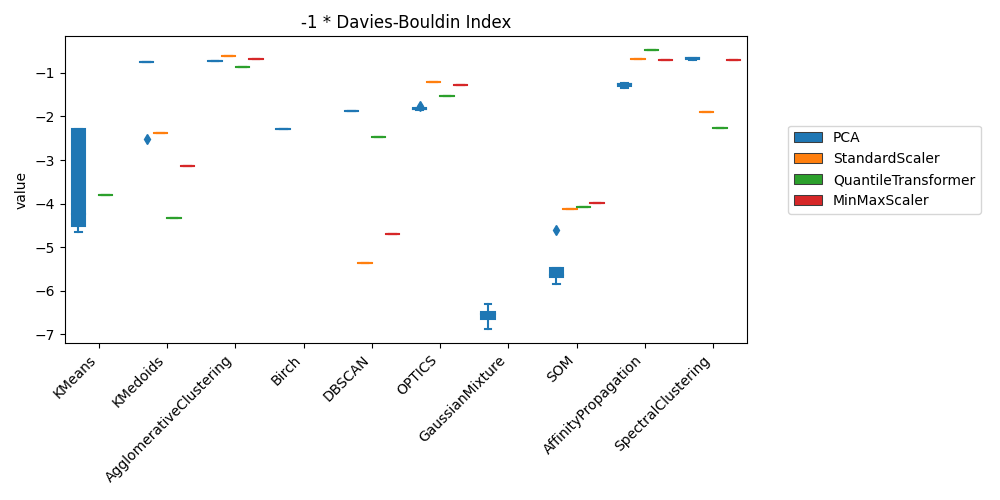 -1 * Davies-Bouldin Index
value
−1
−2
−3
−4
−5
−6
−7
KMeans
KMedoids
AgglomerativeClustering
Birch
DBSCAN
OPTICS
GaussianMixture
SOM
AffinityPropagation
SpectralClustering
PCA
StandardScaler
QuantileTransformer
MinMaxScaler